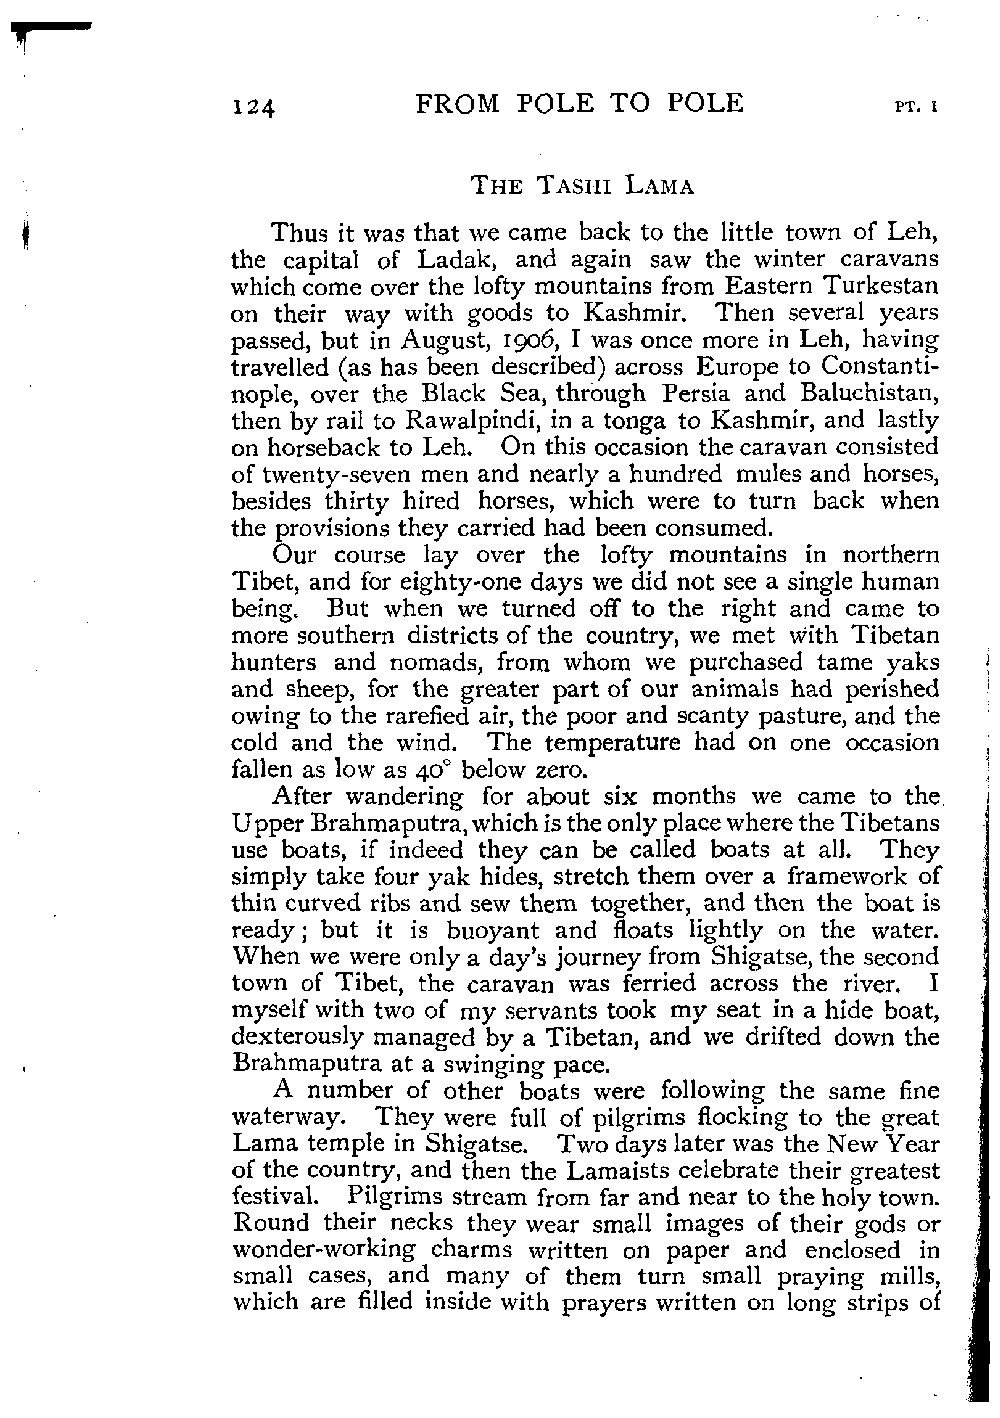 124 FROM POLE TO POLE PT. I
THE TASHI LAMA
Thus it was that we came back to the little town of Leh,
the capital of Ladak, and again saw the winter caravans
which come over the lofty mountains from Eastern Turkestan
on their way with goods to Kashmir. Then several years
passed, but in August, 1906, I was once more in Leh, having
travelled (as has been described) across Europe to Constanti-
nople, over the Black Sea, through Persia and Baluchistan,
then by rail to Rawalpindi, in a tonga to Kashmir, and lastly
on horseback to Leh. On this occasion the caravan consisted
of twenty-seven men and nearly a hundred mules and horses,
besides thirty hired horses, which were to turn back when
the provisions they carried had been consumed.
Our course lay over the lofty mountains in northern
Tibet, and for eighty-one days we did not see a single human
being. But when we turned off to the right and came to
more southern districts of the country, we met with Tibetan
hunters and nomads, from whom we purchased tame yaks
and sheep, for the greater part of our animals had perished
owing to the rarefied air, the poor and scanty pasture, and the
cold and the wind. The temperature had on one occasion
fallen as low as 40° below zero.
After wandering for about six months we came to the
Upper Brahmaputra, which is the only place where the Tibetans
use boats, if indeed they can be called boats at all. They
simply take four yak hides, stretch them over a framework of
thin curved ribs and sew them together, and then the boat is
ready; but it is buoyant and floats lightly on the water.
When we were only a day's journey from Shigatse, the second
town of Tibet, the caravan was ferried across the river. I
myself with two of my servants took my seat in a hide boat,
dexterously managed by a Tibetan, and we drifted down the
Brahmaputra at a swinging pace.
A number of other boats were following the same fine
waterway. They were full of pilgrims flocking to the great
Lama temple in Shigatse. Two days later was the New Year
of the country, and then the Lamaists celebrate their greatest
festival. Pilgrims stream from far and near to the holy town.
Round their necks they wear small images of their gods or
wonder-working charms written on paper and enclosed in
small cases, and many of them turn small praying mills,
which are filled inside with prayers written on long strips of